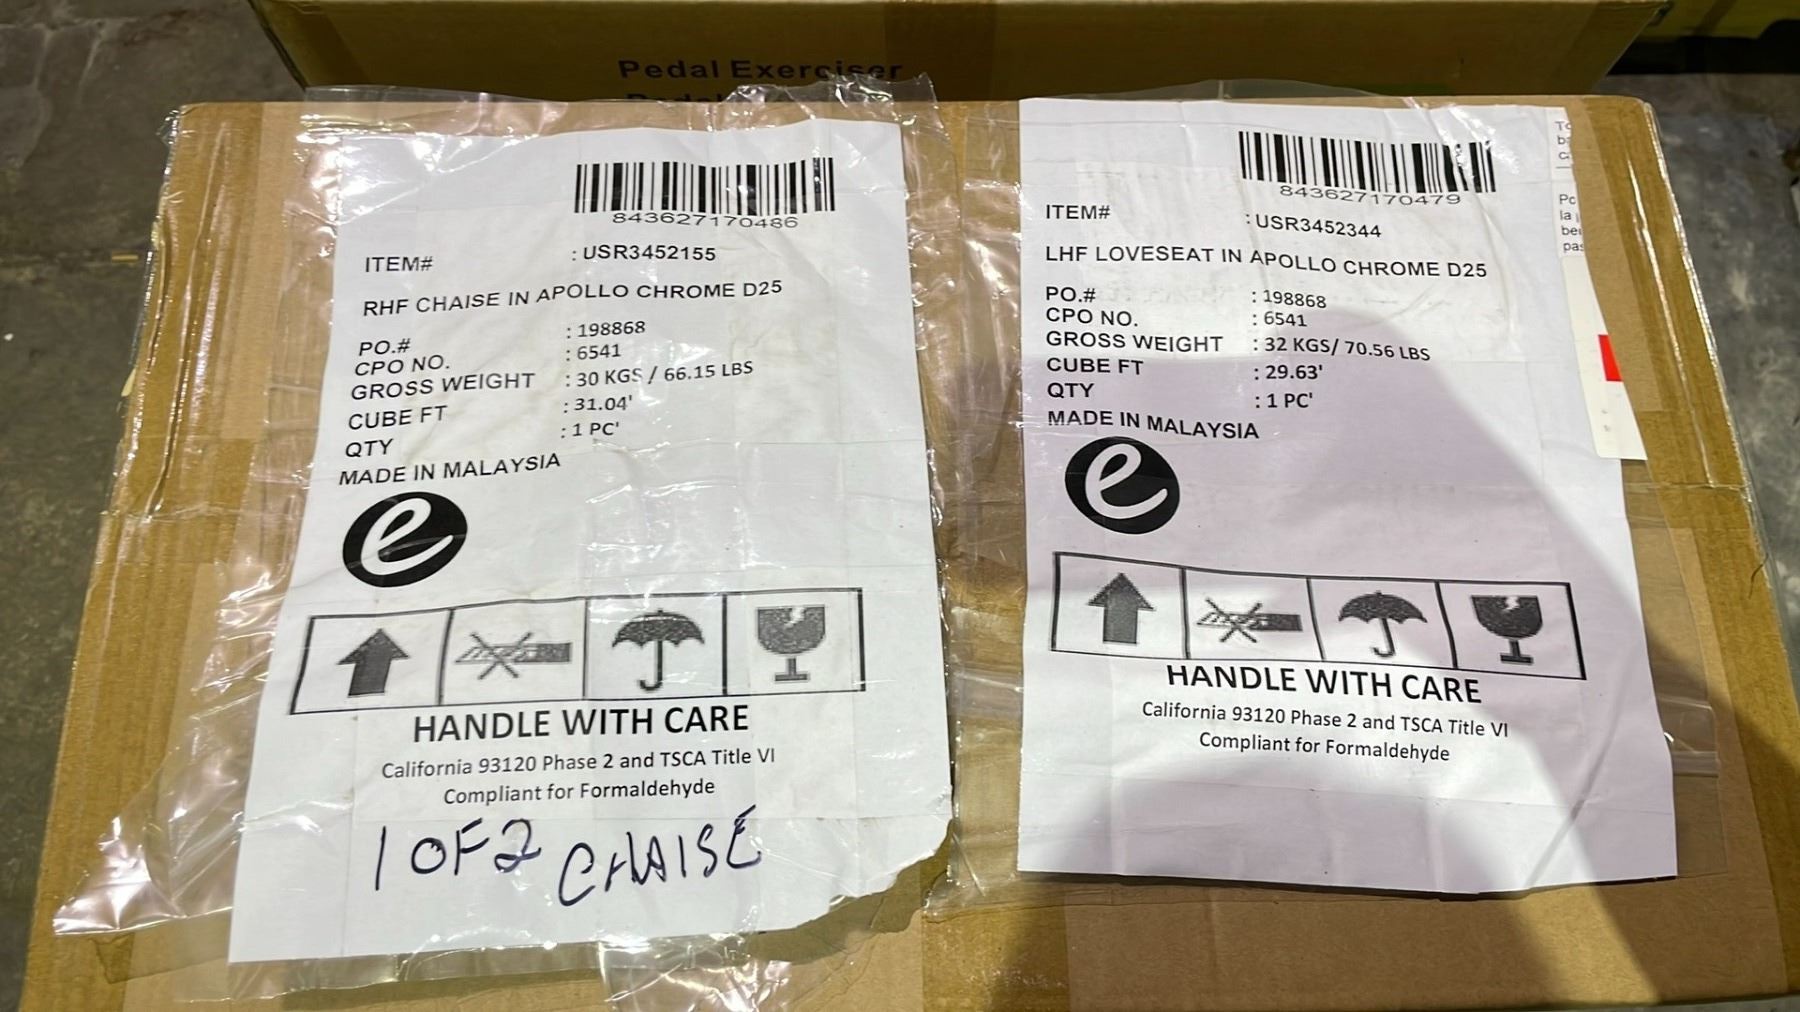 Pedal Exerciser
843627170486
ITEM# : USR3452155
RHF CHAISE IN APOLLO CHROME D25
PO.# : 198868
CPO NO. : 6541
GROSS WEIGHT : 30 KGS / 66.15 LBS
CUBE FT : 31.04'
QTY : 1 PC'
MADE IN MALAYSIA
e
HANDLE WITH CARE
California 93120 Phase 2 and TSCA Title VI
Compliant for Formaldehyde
1 OF 2 CHAISE
843627170479
ITEM# : USR3452344
LHF LOVESEAT IN APOLLO CHROME D25
PO.# : 198868
CPO NO. : 6541
GROSS WEIGHT : 32 KGS/ 70.56 LBS
CUBE FT : 29.63'
QTY : 1 PC'
MADE IN MALAYSIA
e
HANDLE WITH CARE
California 93120 Phase 2 and TSCA Title VI
Compliant for Formaldehyde
la